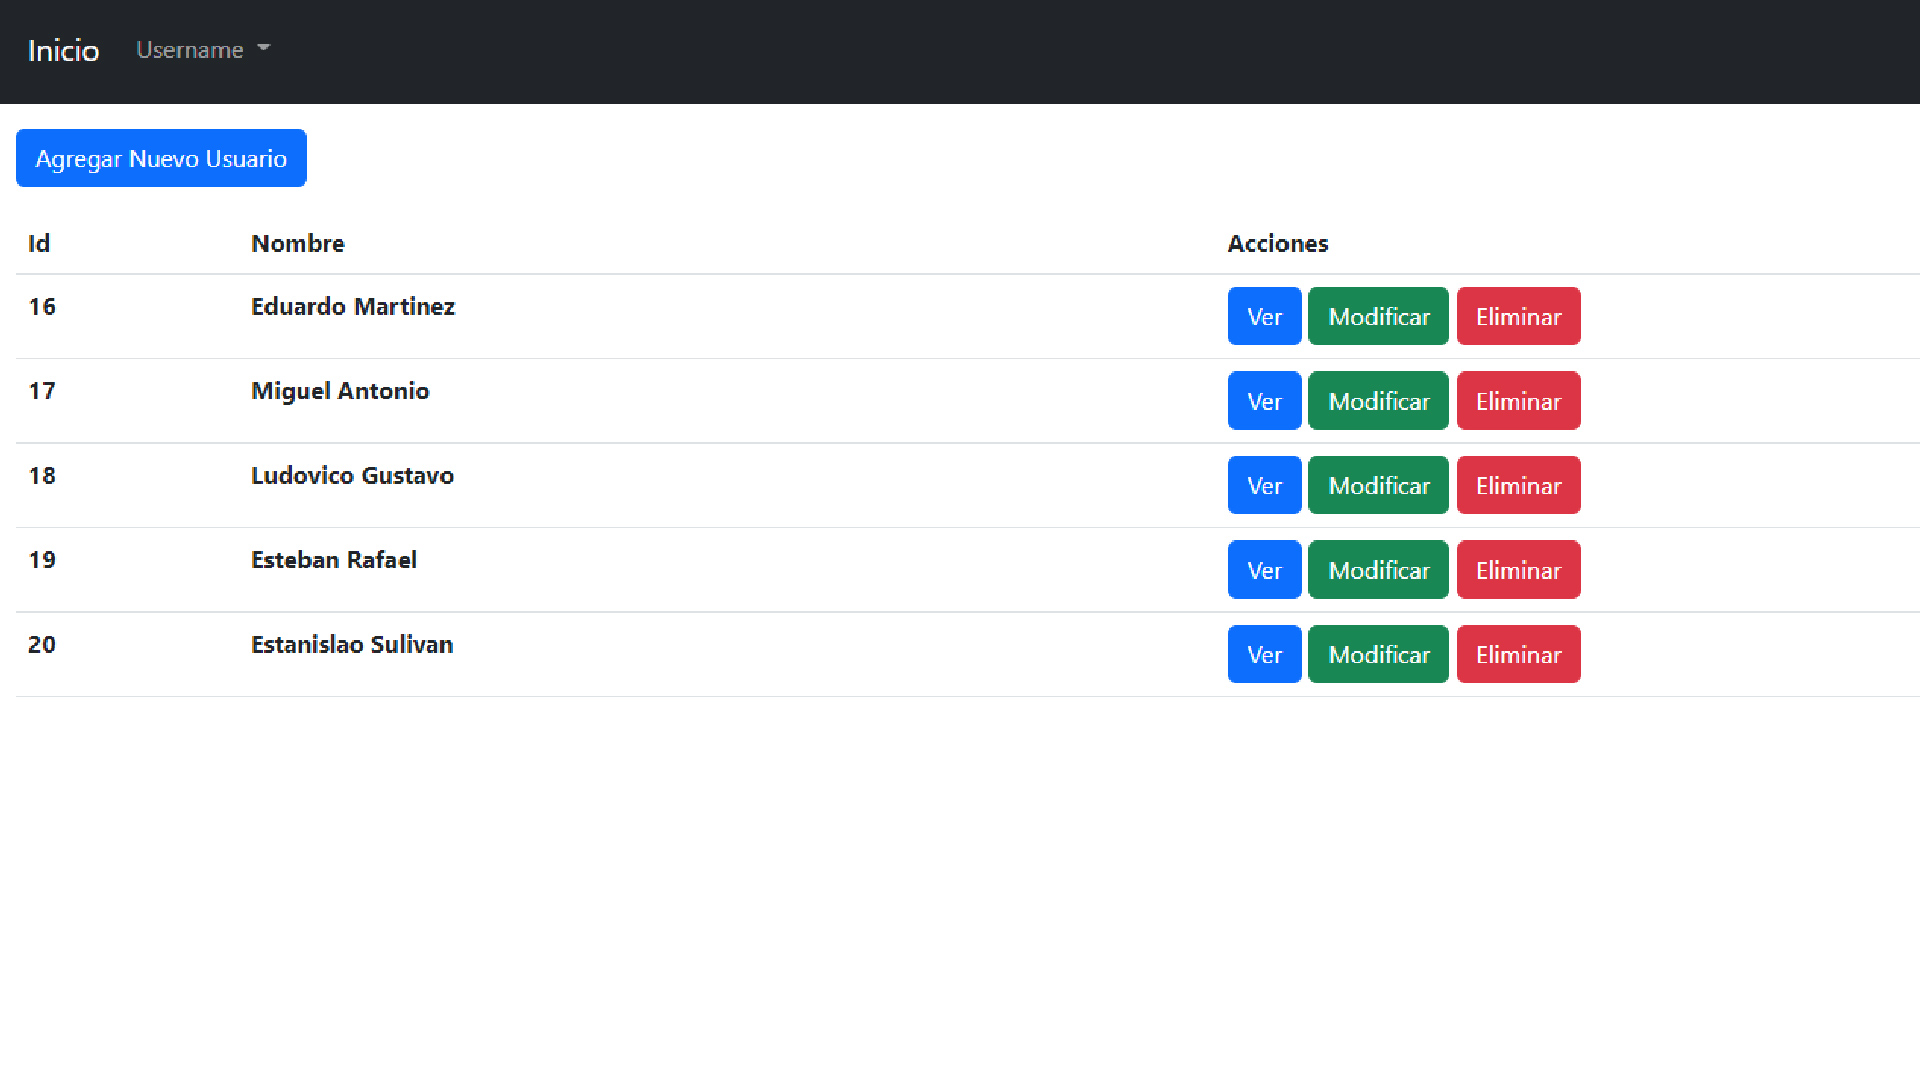 Inicio Username
Agregar Nuevo Usuario
Id Nombre Acciones
16 Eduardo Martinez Ver Modificar Eliminar
17 Miguel Antonio Ver Modificar Eliminar
18 Ludovico Gustavo Ver Modificar Eliminar
19 Esteban Rafael Ver Modificar Eliminar
20 Estanislao Sulivan Ver Modificar Eliminar